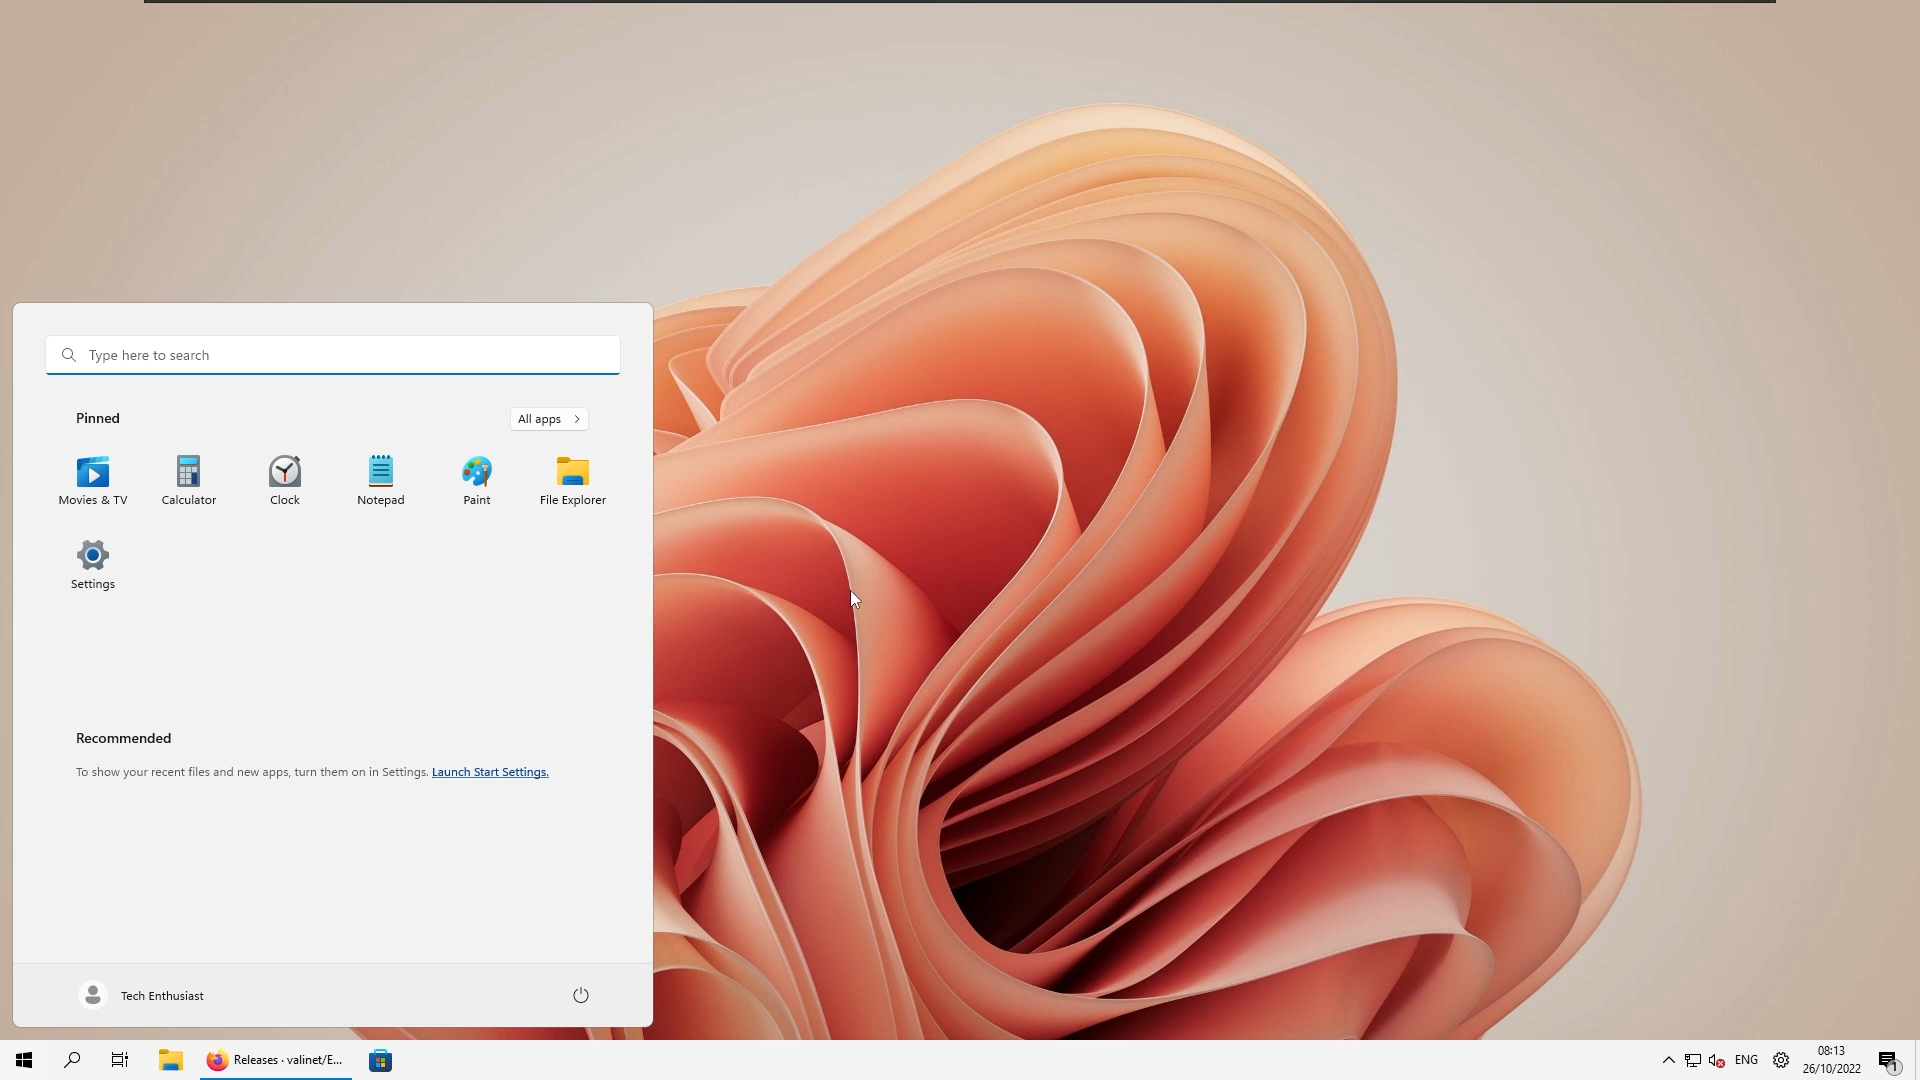 Type here to search
Pinned
All apps
Movies & TV
Calculator
Clock
Notepad
Paint
File Explorer
Settings
Recommended
To show your recent files and new apps, turn them on in Settings. Launch Start Settings.
Tech Enthusiast
Releases · valinet/E...
ENG
08:13
26/10/2022
1